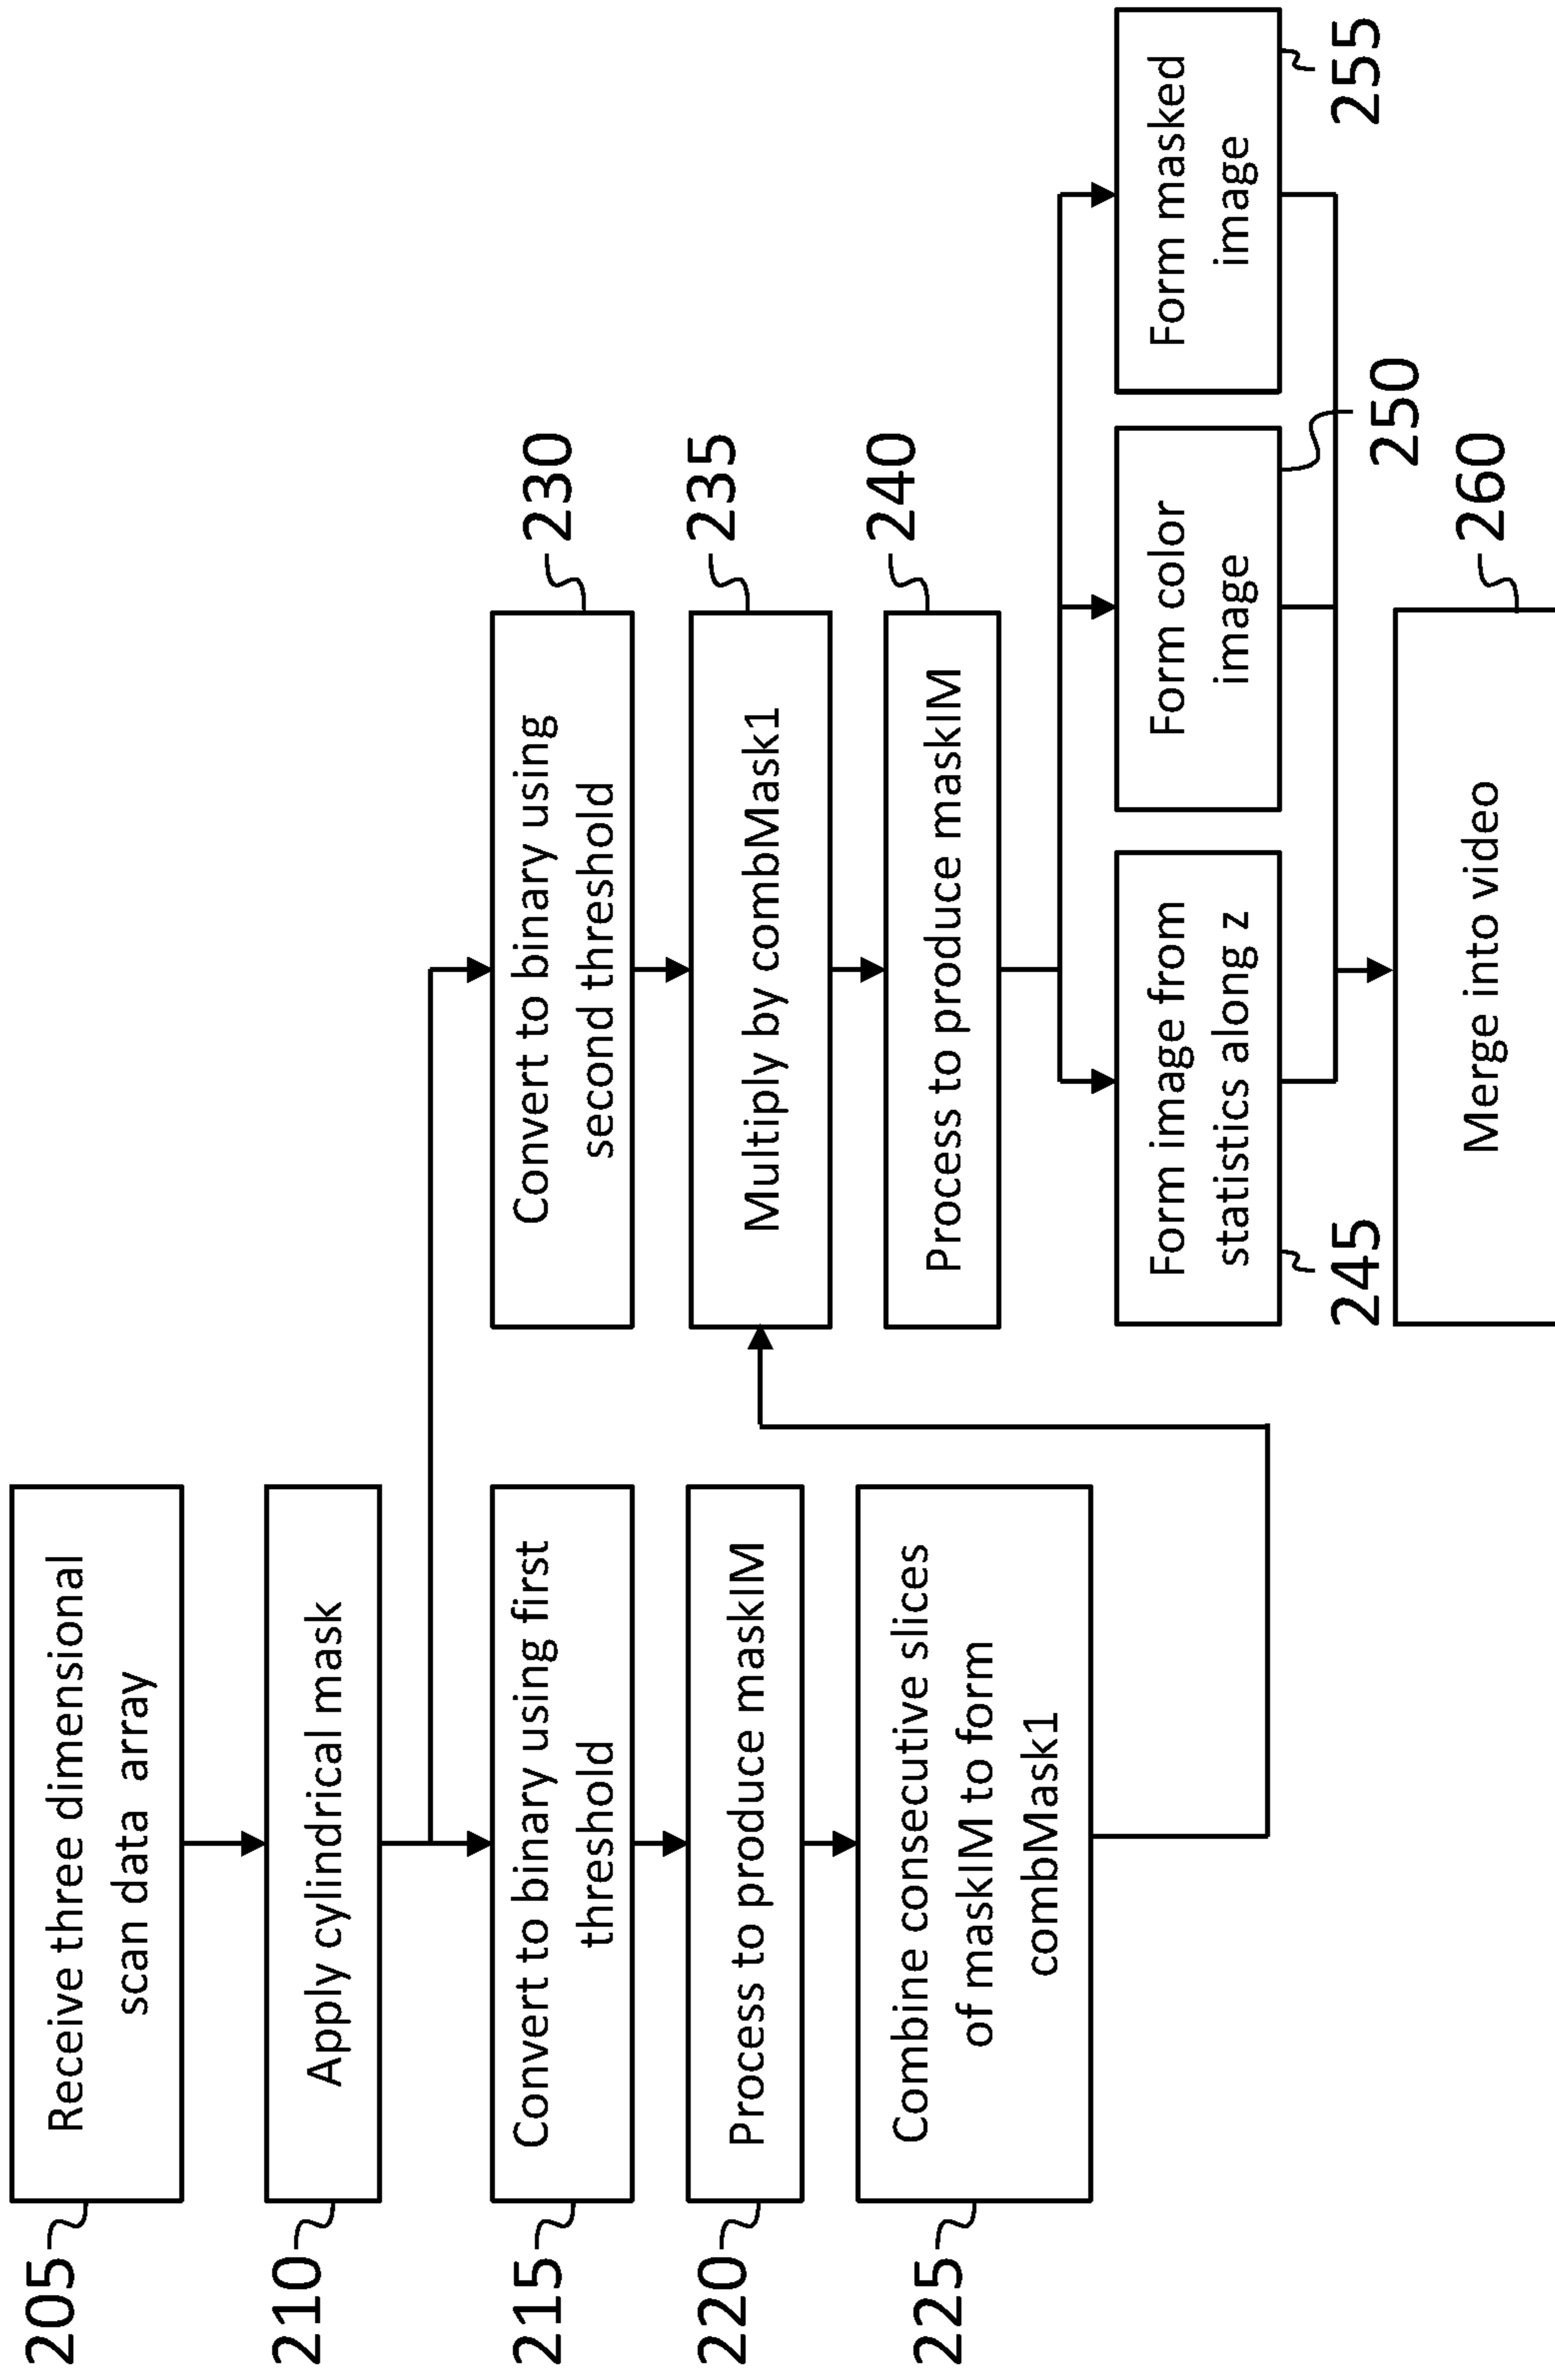 205
Receive three dimensional
scan data array
210
Apply cylindrical mask
215
Convert to binary using first
threshold
220
Process to produce maskIM
225
Combine consecutive slices
of maskIM to form
combMask1
Convert to binary using
second threshold
230
Multiply by combMask1
235
Process to produce maskIM
240
Form image from
statistics along z
245
Form color
image
250
Form masked
image
255
Merge into video
260